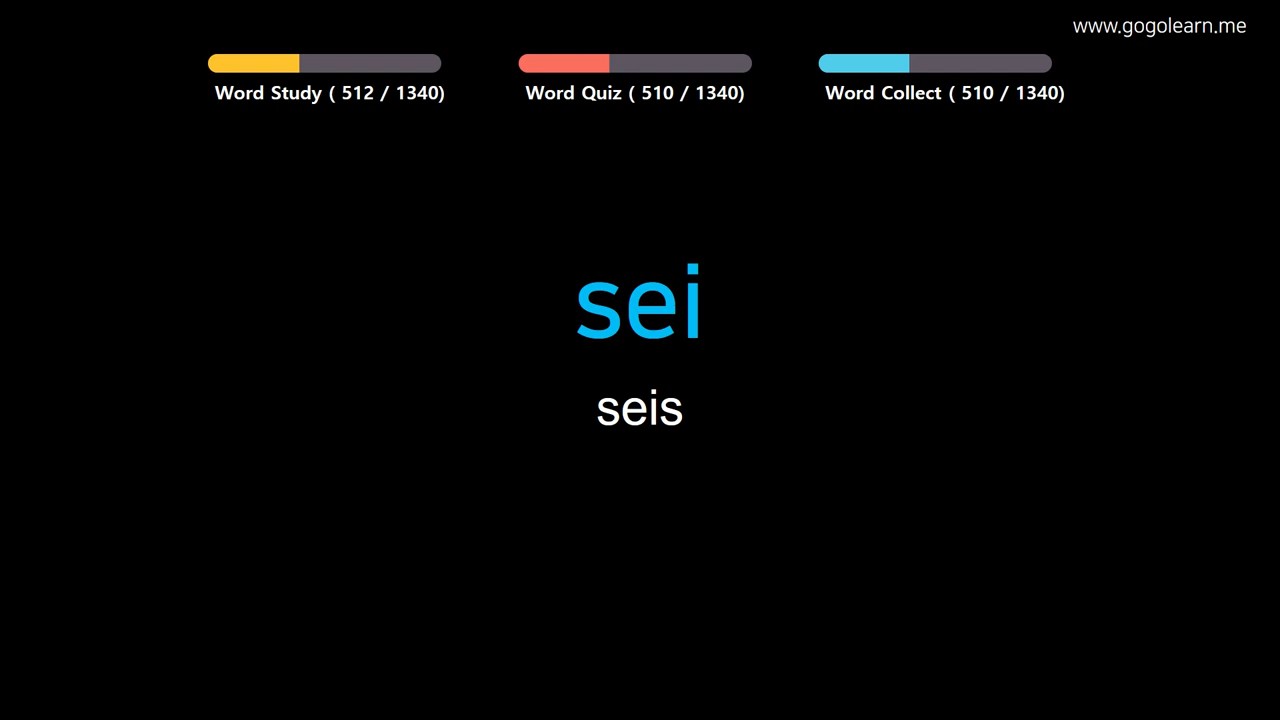 www.gogolearn.me
Word Study ( 512 / 1340)
Word Quiz ( 510 / 1340)
Word Collect ( 510 / 1340)
sei
seis